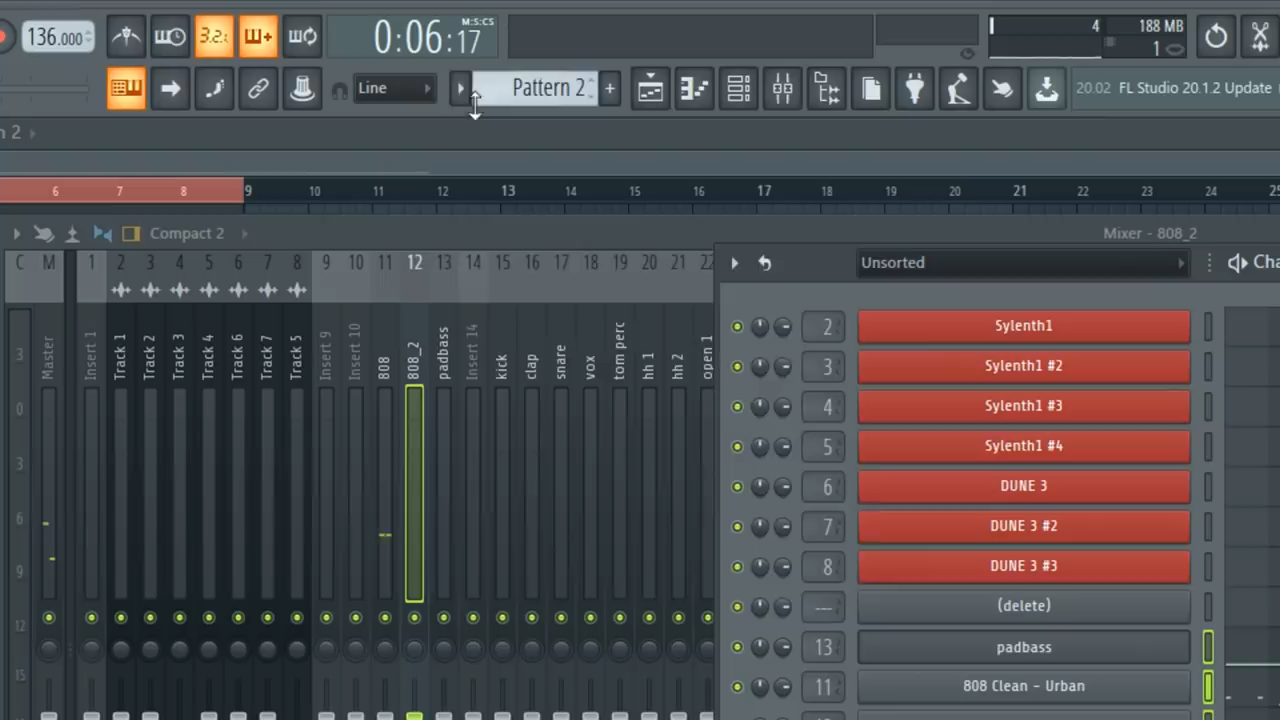 136.000
3.2.
0:06:17
M:S:CS
4
188 MB
1
Line
Pattern 2
+
20.02 FL Studio 20.1.2 Update
n 2
6 7 8 9 10 11 12 13 14 15 16 17 18 19 20 21 22 23 24 25
Compact 2
Mixer - 808_2
C M 1 2 3 4 5 6 7 8 9 10 11 12 13 14 15 16 17 18 19 20 21 22
Unsorted
Cha
Master
Insert 1
Track 1
Track 2
Track 3
Track 4
Track 6
Track 7
Track 5
Insert 9
Insert 10
808
808_2
padbass
Insert 14
kick
clap
snare
vox
tom perc
hh 1
hh 2
open 1
3
0
3
6
9
12
15
2 Sylenth1
3 Sylenth1 #2
4 Sylenth1 #3
5 Sylenth1 #4
6 DUNE 3
7 DUNE 3 #2
8 DUNE 3 #3
--- (delete)
13 padbass
11 808 Clean - Urban